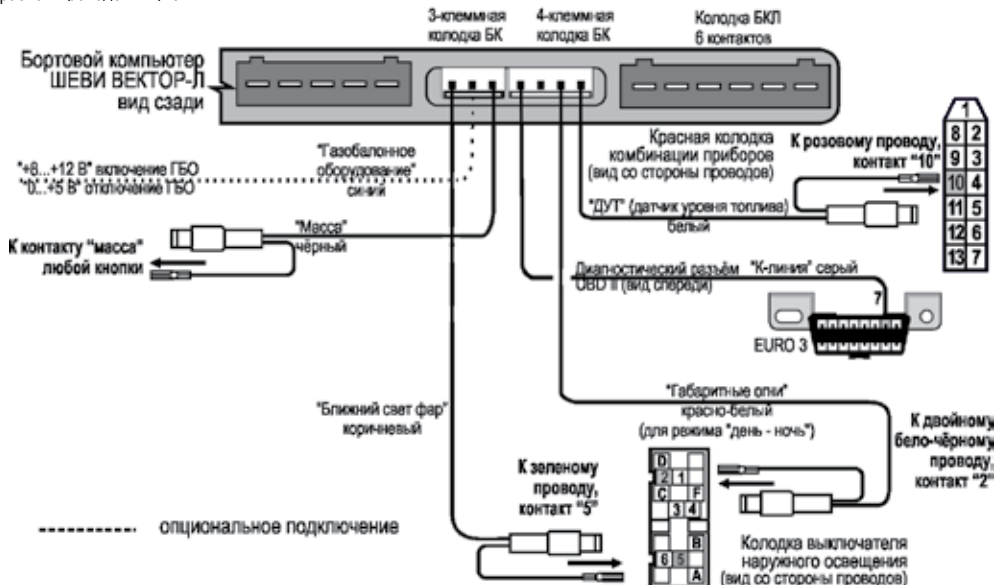 3-клеммная
колодка БК
4-клеммная
колодка БК
Колодка БКЛ
6 контактов
Бортовой компьютер
ШЕВИ ВЕКТОР-Л
вид сзади
"+8...+12 В" включение ГБО
"0...+5 В" отключение ГБО
"Газобалонное
оборудование"
синий
Красная колодка
комбинации приборов
(вид со стороны проводов)
К розовому проводу,
контакт "10"
1
8 2
9 3
10 4
11 5
12 6
13 7
"ДУТ" (датчик уровня топлива)
белый
"Масса"
чёрный
К контакту "масса"
любой кнопки
Диагностический разъём
OBD II (вид спереди)
"К-линия" серый
7
EURO 3
"Ближний свет фар"
коричневый
"Габаритные огни"
красно-белый
(для режима "день - ночь")
К двойному
бело-чёрному
проводу,
контакт "2"
К зеленому
проводу,
контакт "5"
D
2 1
C F
3 4
B
6 5
A
опциональное подключение
Колодка выключателя
наружного освещения
(вид со стороны проводов)